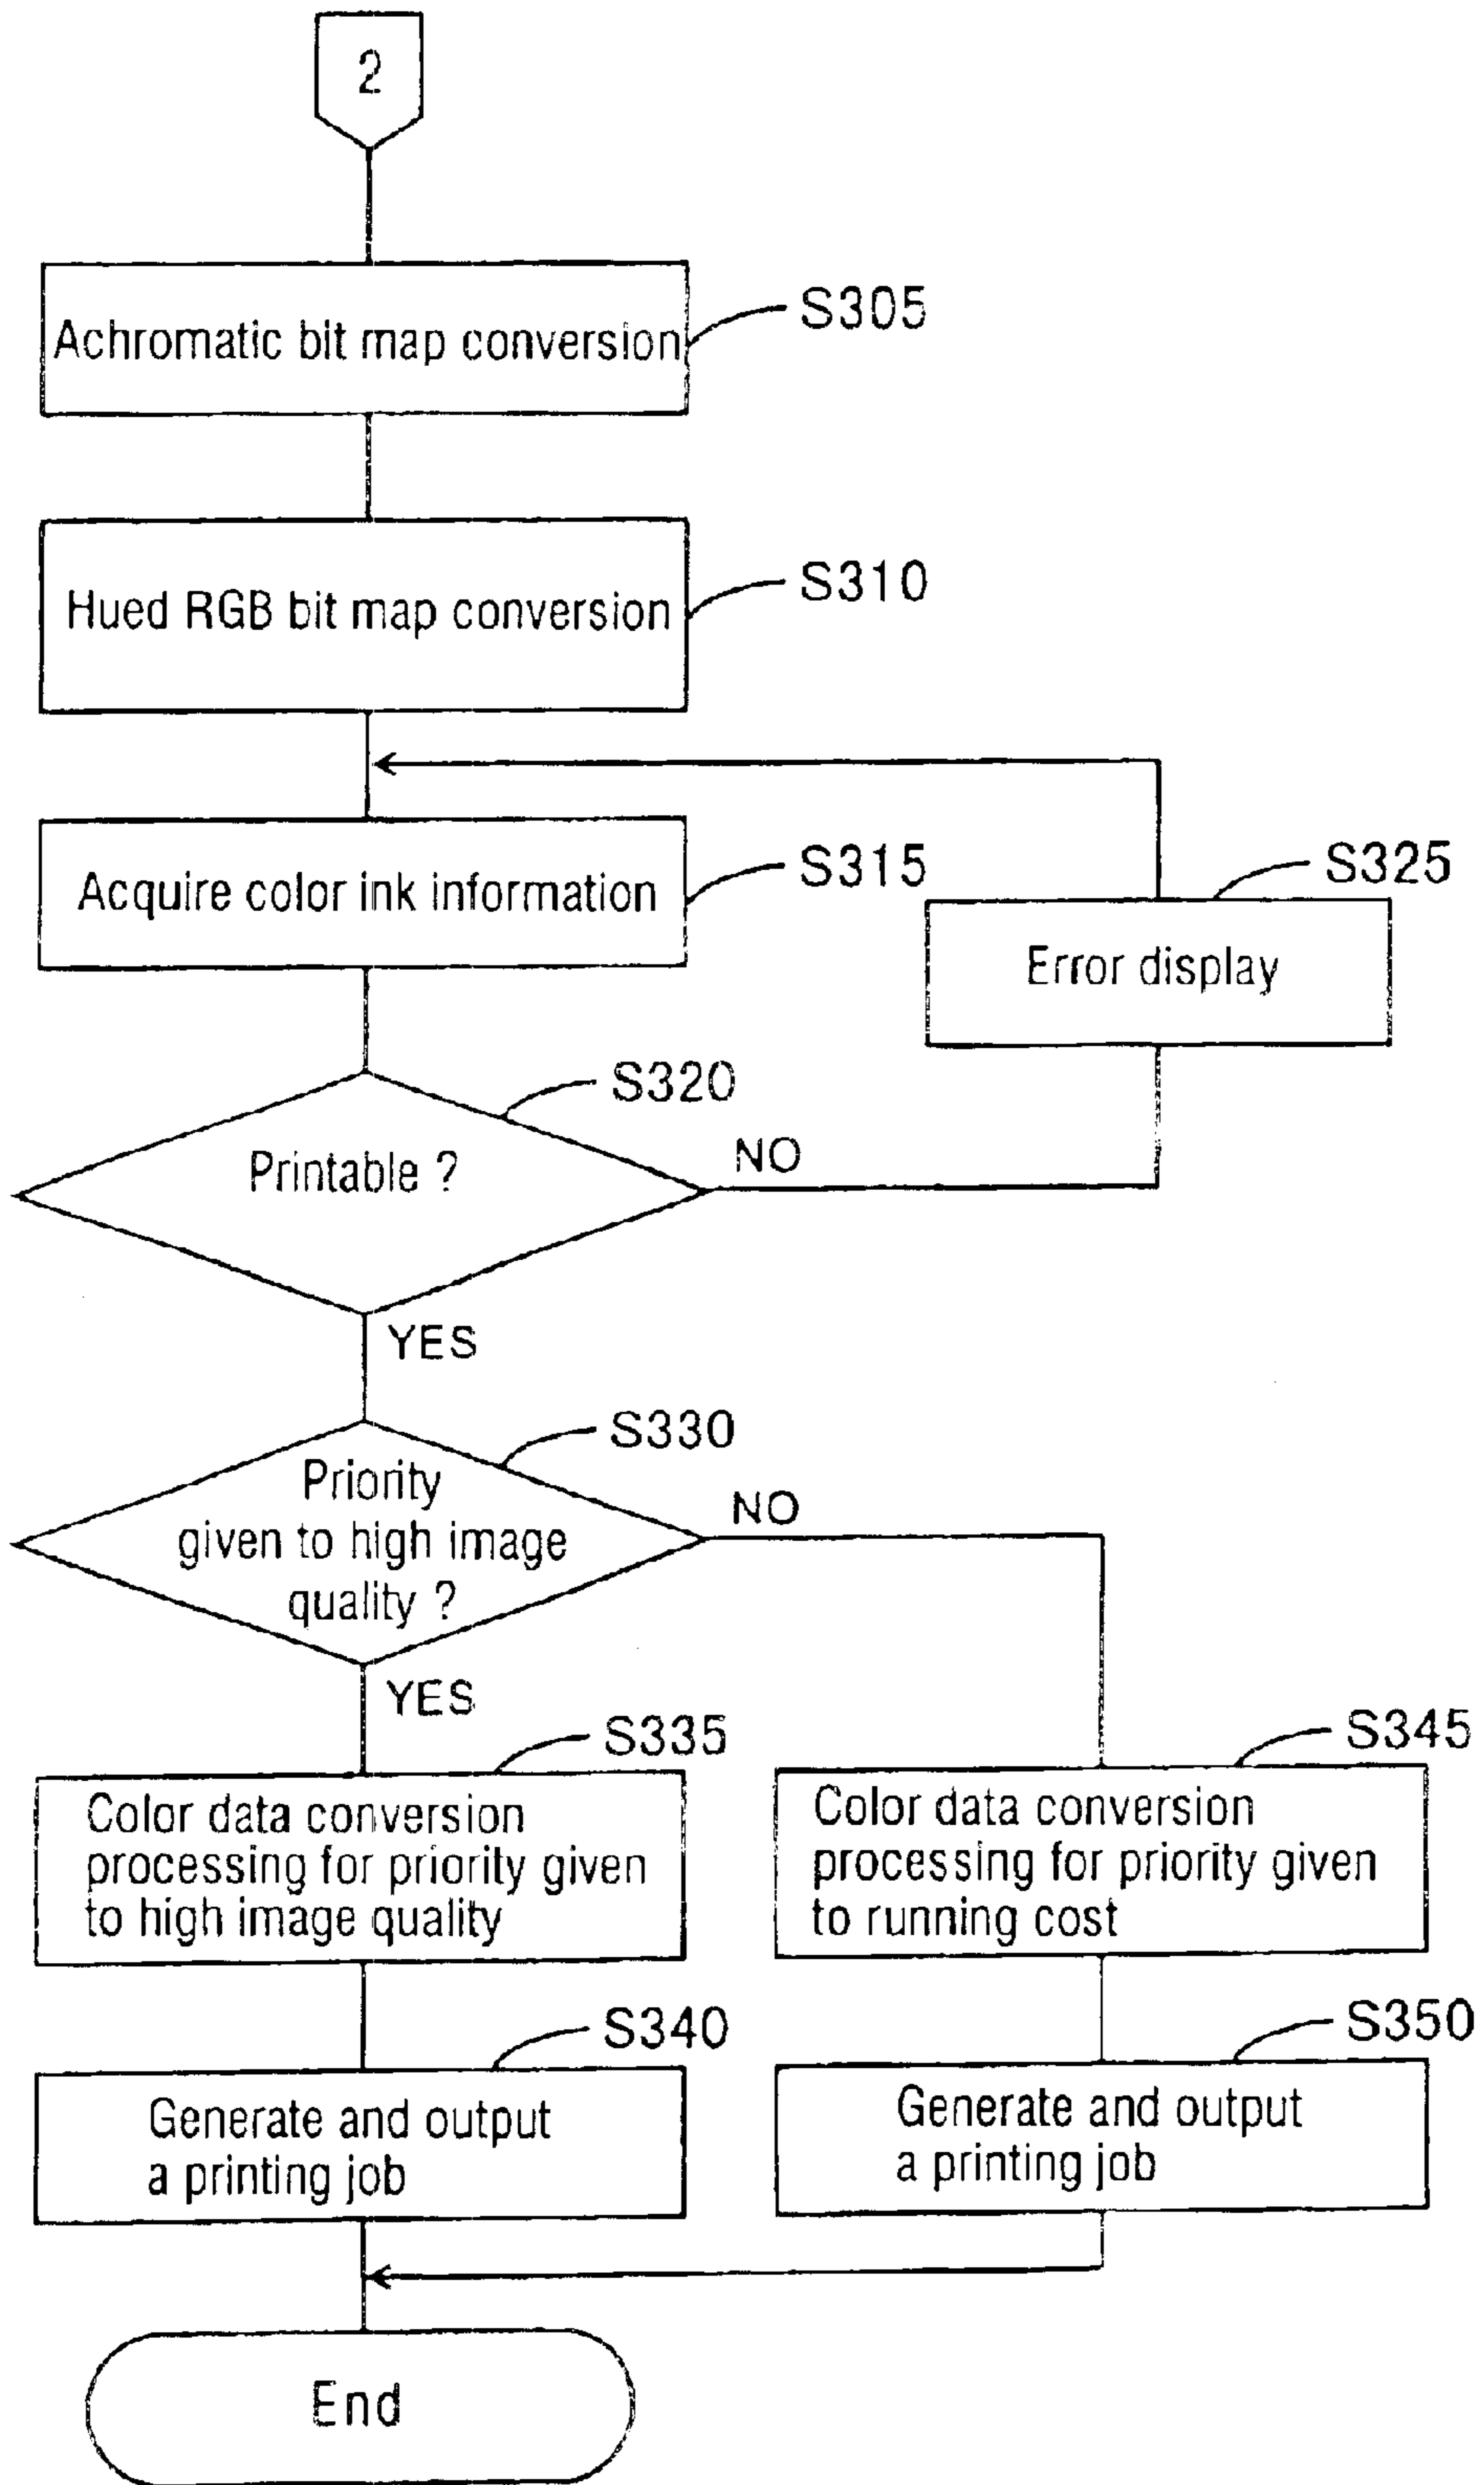 2
Achromatic bit map conversion
S305
Hued RGB bit map conversion
S310
Acquire color ink information
S315
S325
Error display
S320
Printable ?
NO
YES
S330
Priority
given to high image
quality ?
NO
YES
S335
Color data conversion
processing for priority given
to high image quality
S345
Color data conversion
processing for priority given
to running cost
S340
Generate and output
a printing job
S350
Generate and output
a printing job
End